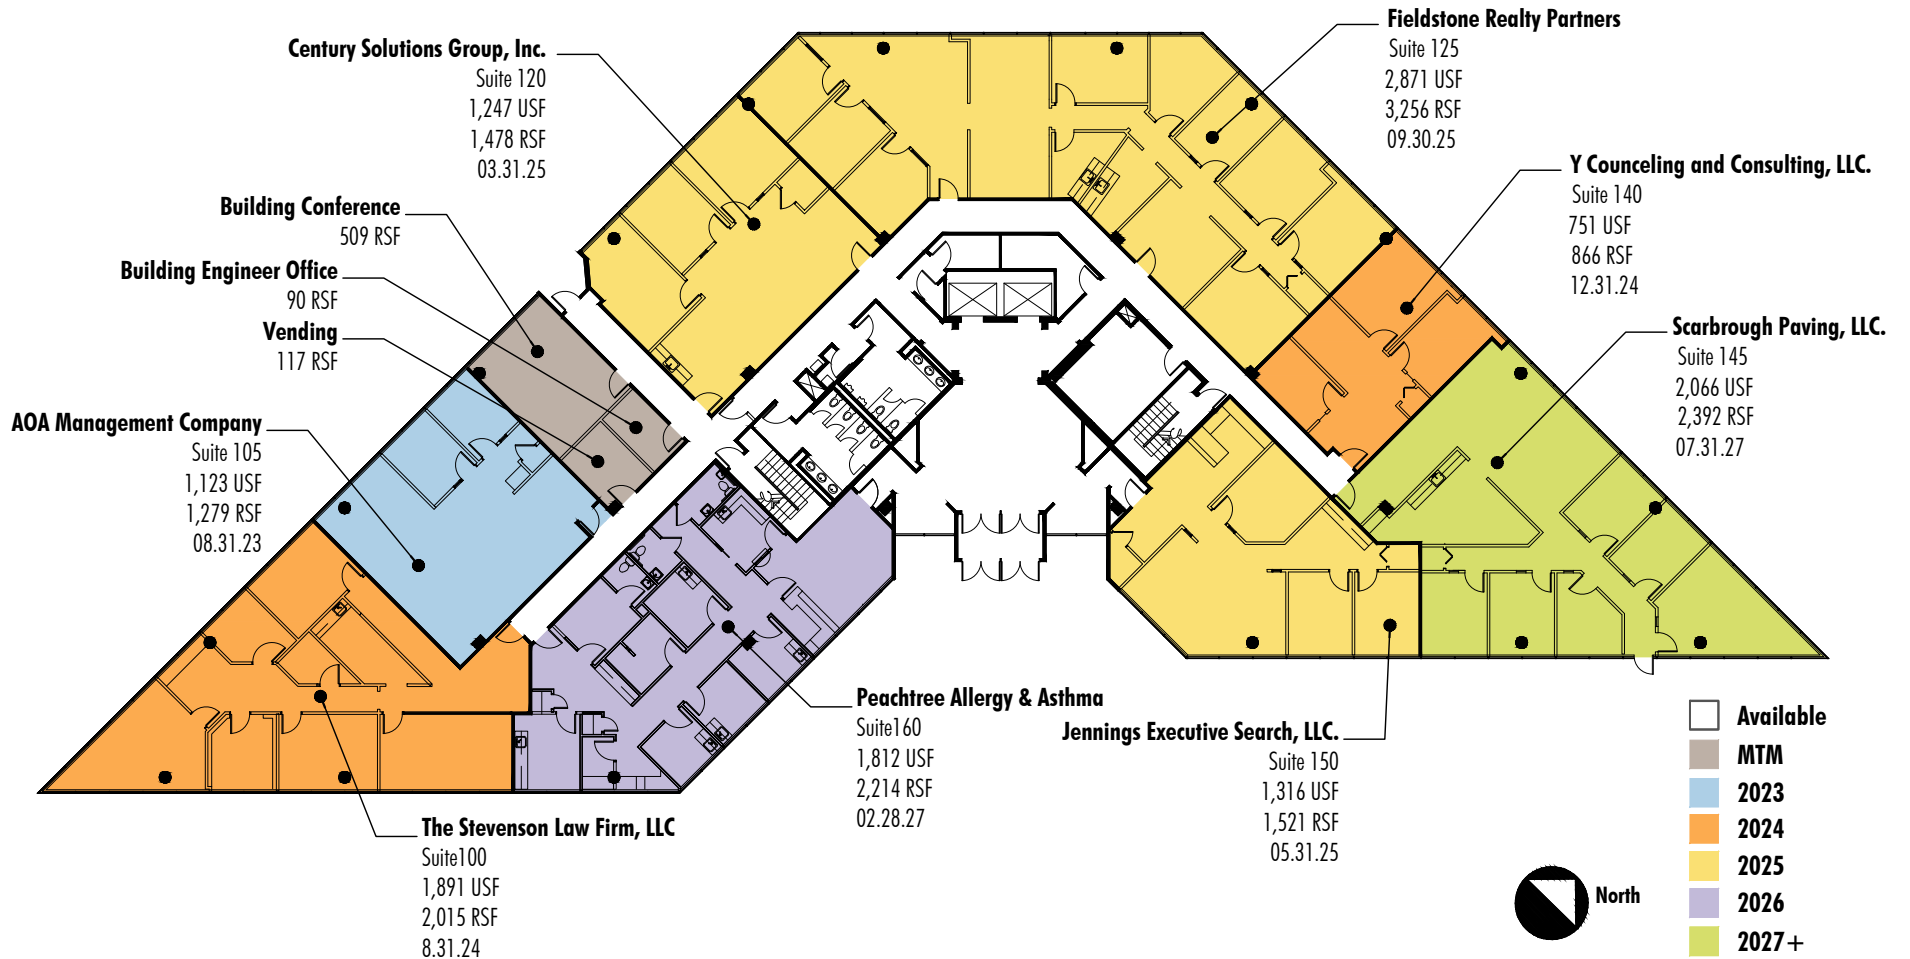 Century Solutions Group, Inc.
Suite 120
1,247 USF
1,478 RSF
03.31.25
Building Conference
509 RSF
Building Engineer Office
90 RSF
Vending
117 RSF
AOA Management Company
Suite 105
1,123 USF
1,279 RSF
08.31.23
Fieldstone Realty Partners
Suite 125
2,871 USF
3,256 RSF
09.30.25
Y Counceling and Consulting, LLC.
Suite 140
751 USF
866 RSF
12.31.24
Scarbrough Paving, LLC.
Suite 145
2,066 USF
2,392 RSF
07.31.27
Peachtree Allergy & Asthma
Suite160
1,812 USF
2,214 RSF
02.28.27
Jennings Executive Search, LLC.
Suite 150
1,316 USF
1,521 RSF
05.31.25
The Stevenson Law Firm, LLC
Suite100
1,891 USF
2,015 RSF
8.31.24
North
Available
MTM
2023
2024
2025
2026
2027+